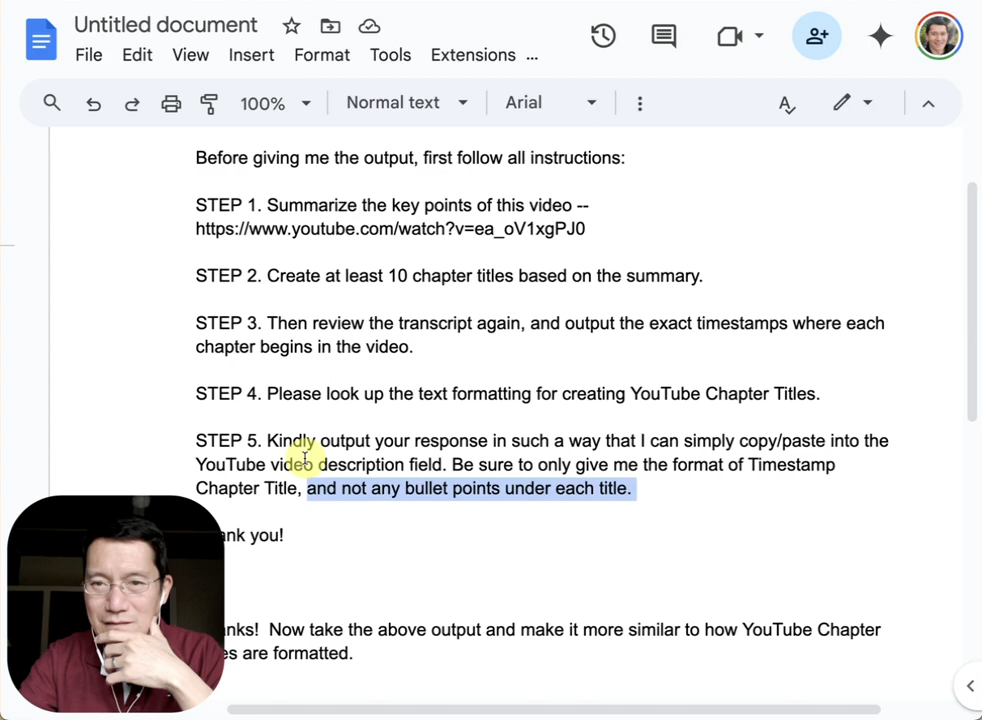 Untitled document
File Edit View Insert Format Tools Extensions ...
100% Normal text Arial
Before giving me the output, first follow all instructions:
STEP 1. Summarize the key points of this video --
https://www.youtube.com/watch?v=ea_oV1xgPJ0
STEP 2. Create at least 10 chapter titles based on the summary.
STEP 3. Then review the transcript again, and output the exact timestamps where each
chapter begins in the video.
STEP 4. Please look up the text formatting for creating YouTube Chapter Titles.
STEP 5. Kindly output your response in such a way that I can simply copy/paste into the
YouTube video description field. Be sure to only give me the format of Timestamp
Chapter Title, and not any bullet points under each title.
ank you!
anks! Now take the above output and make it more similar to how YouTube Chapter
es are formatted.